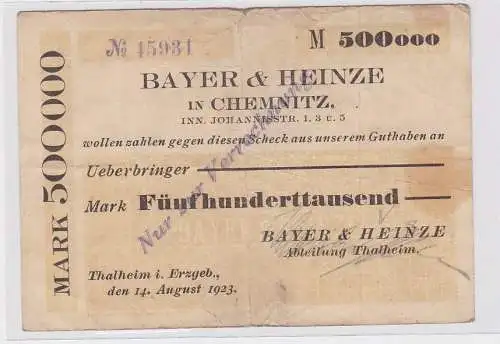 № 15931
M 500000
MARK 500000
BAYER & HEINZE
IN CHEMNITZ,
INN. JOHANNISSTR. 1, 3 U. 5
wollen zahlen gegen diesen Scheck aus unserem Guthaben an
Ueberbringer
Mark Fünfhunderttausend
Nur zur Verrechnung
BAYER & HEINZE
Abteilung Thalheim.
Thalheim i. Erzgeb.,
den 14. August 1923.